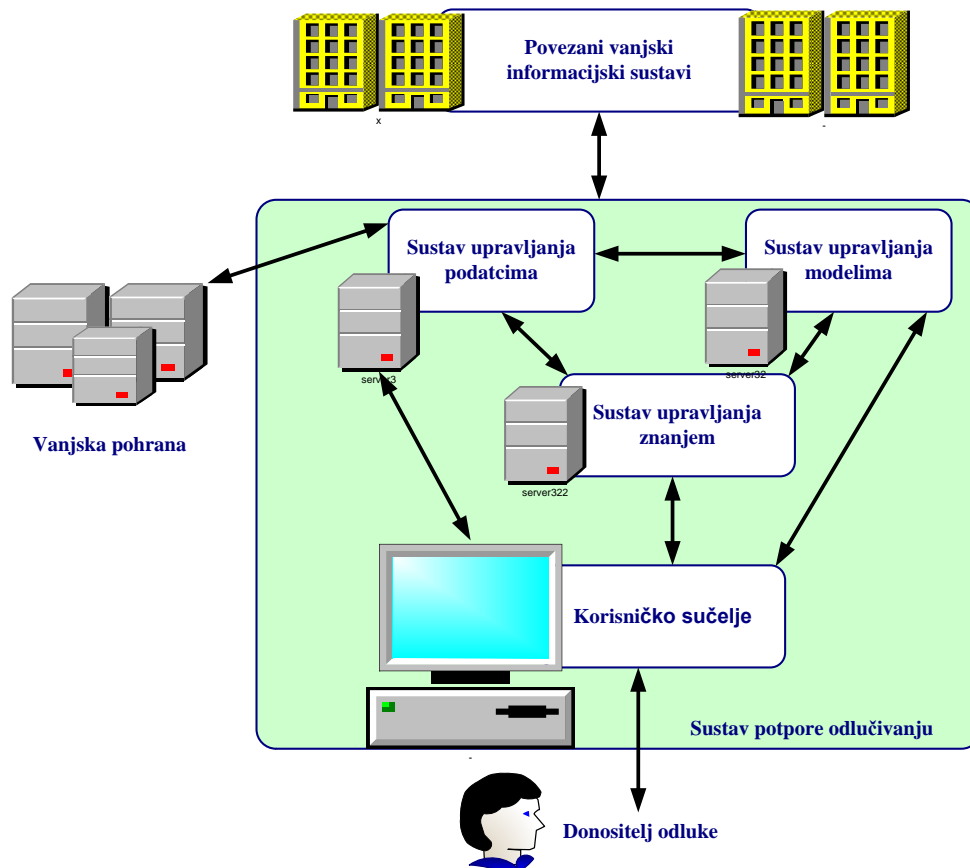 Povezani vanjski
informacijski sustavi
x
-
Sustav upravljanja
podatcima
Sustav upravljanja
modelima
server3
server32
Sustav upravljanja
znanjem
server322
Vanjska pohrana
Korisničko sučelje
Sustav potpore odlučivanju
-
Donositelj odluke